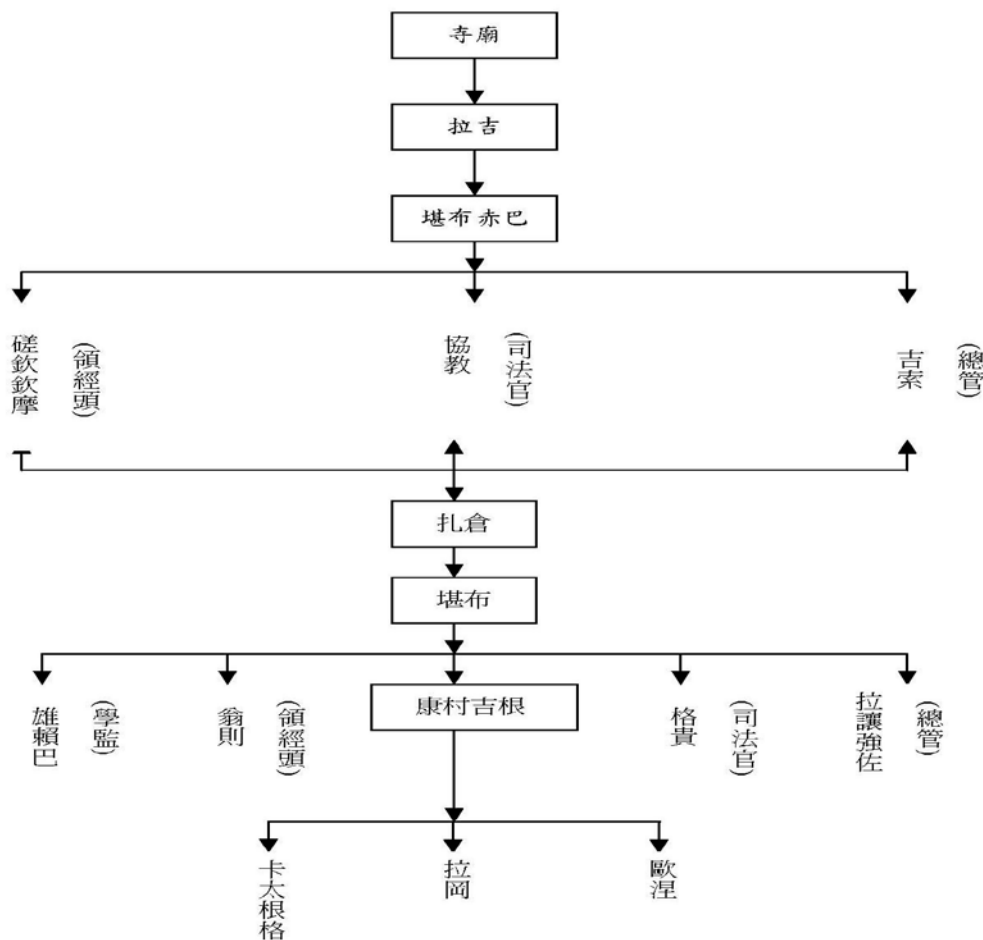 寺廟
拉吉
堪布赤巴
磋欽欽摩
(領經頭)
協教
(司法官)
吉索
(總管)
扎倉
堪布
雄賴巴
(學監)
翁則
(領經頭)
康村吉根
格貴
(司法官)
拉讓強佐
(總管)
卡太根格
拉岡
歐涅